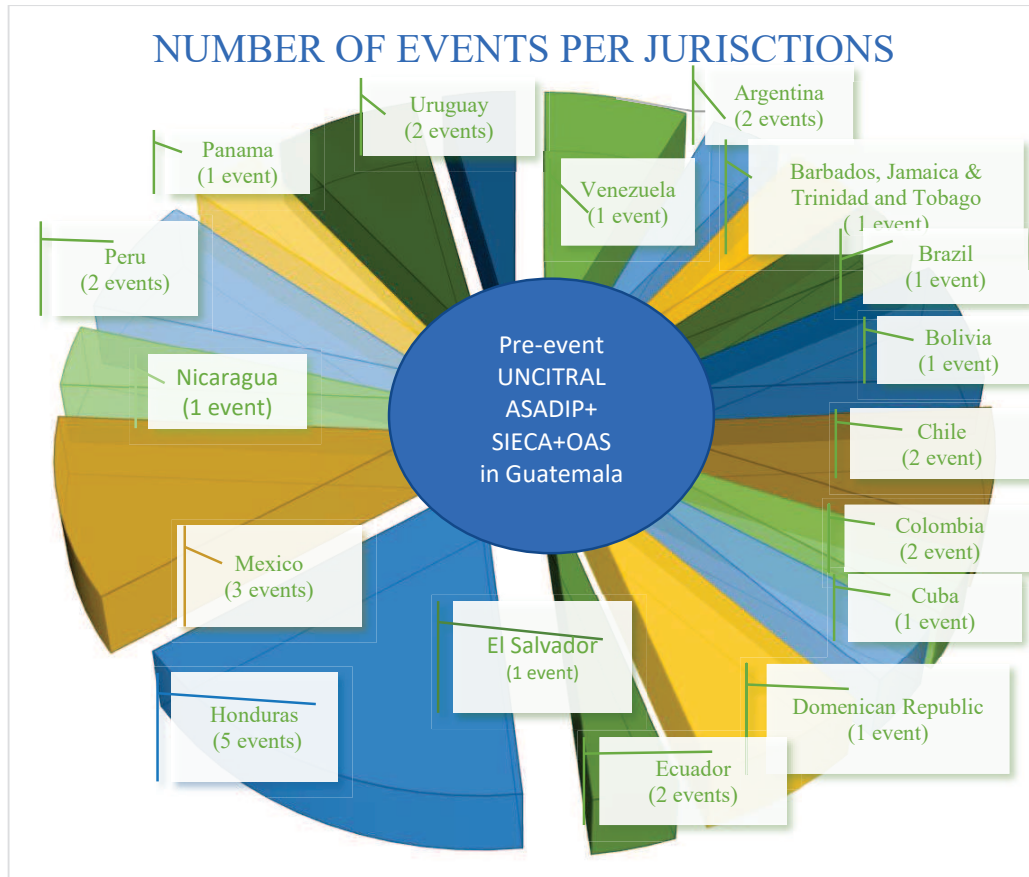 NUMBER OF EVENTS PER JURISCTIONS
Uruguay
(2 events)
Argentina
(2 events)
Panama
(1 event)
Venezuela
(1 event)
Barbados, Jamaica &
Trinidad and Tobago
( 1 event)
Peru
(2 events)
Brazil
(1 event)
Bolivia
(1 event)
Nicaragua
(1 event)
Pre-event
UNCITRAL
ASADIP+
SIECA+OAS
in Guatemala
Chile
(2 event)
Colombia
(2 event)
Mexico
(3 events)
Cuba
(1 event)
El Salvador
(1 event)
Honduras
(5 events)
Domenican Republic
(1 event)
Ecuador
(2 events)